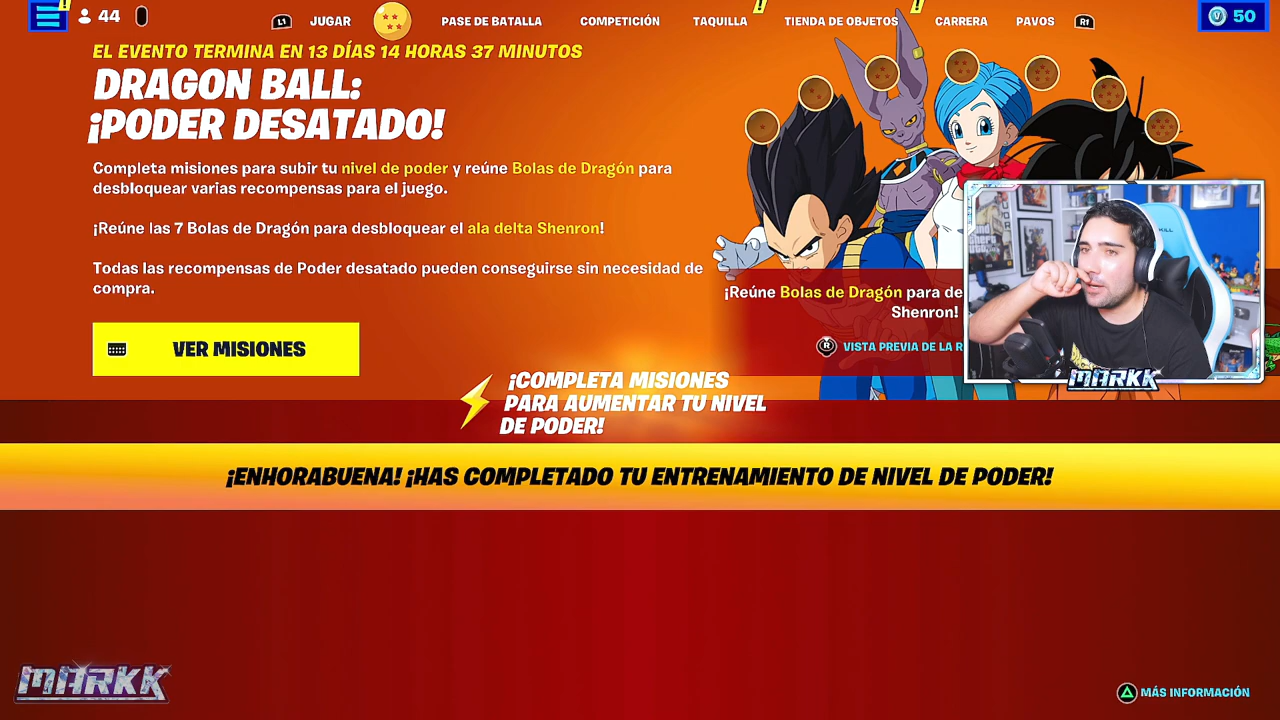 44
L1
JUGAR
PASE DE BATALLA
COMPETICIÓN
TAQUILLA
!
TIENDA DE OBJETOS
!
CARRERA
PAVOS
R1
V 50
EL EVENTO TERMINA EN 13 DÍAS 14 HORAS 37 MINUTOS
DRAGON BALL:
¡PODER DESATADO!
Completa misiones para subir tu nivel de poder y reúne Bolas de Dragón para
desbloquear varias recompensas para el juego.
¡Reúne las 7 Bolas de Dragón para desbloquear el ala delta Shenron!
Todas las recompensas de Poder desatado pueden conseguirse sin necesidad de
compra.
VER MISIONES
¡Reúne Bolas de Dragón para de
Shenron!
R VISTA PREVIA DE LA R
MARKK
¡COMPLETA MISIONES
PARA AUMENTAR TU NIVEL
DE PODER!
¡ENHORABUENA! ¡HAS COMPLETADO TU ENTRENAMIENTO DE NIVEL DE PODER!
MARKK
MÁS INFORMACIÓN